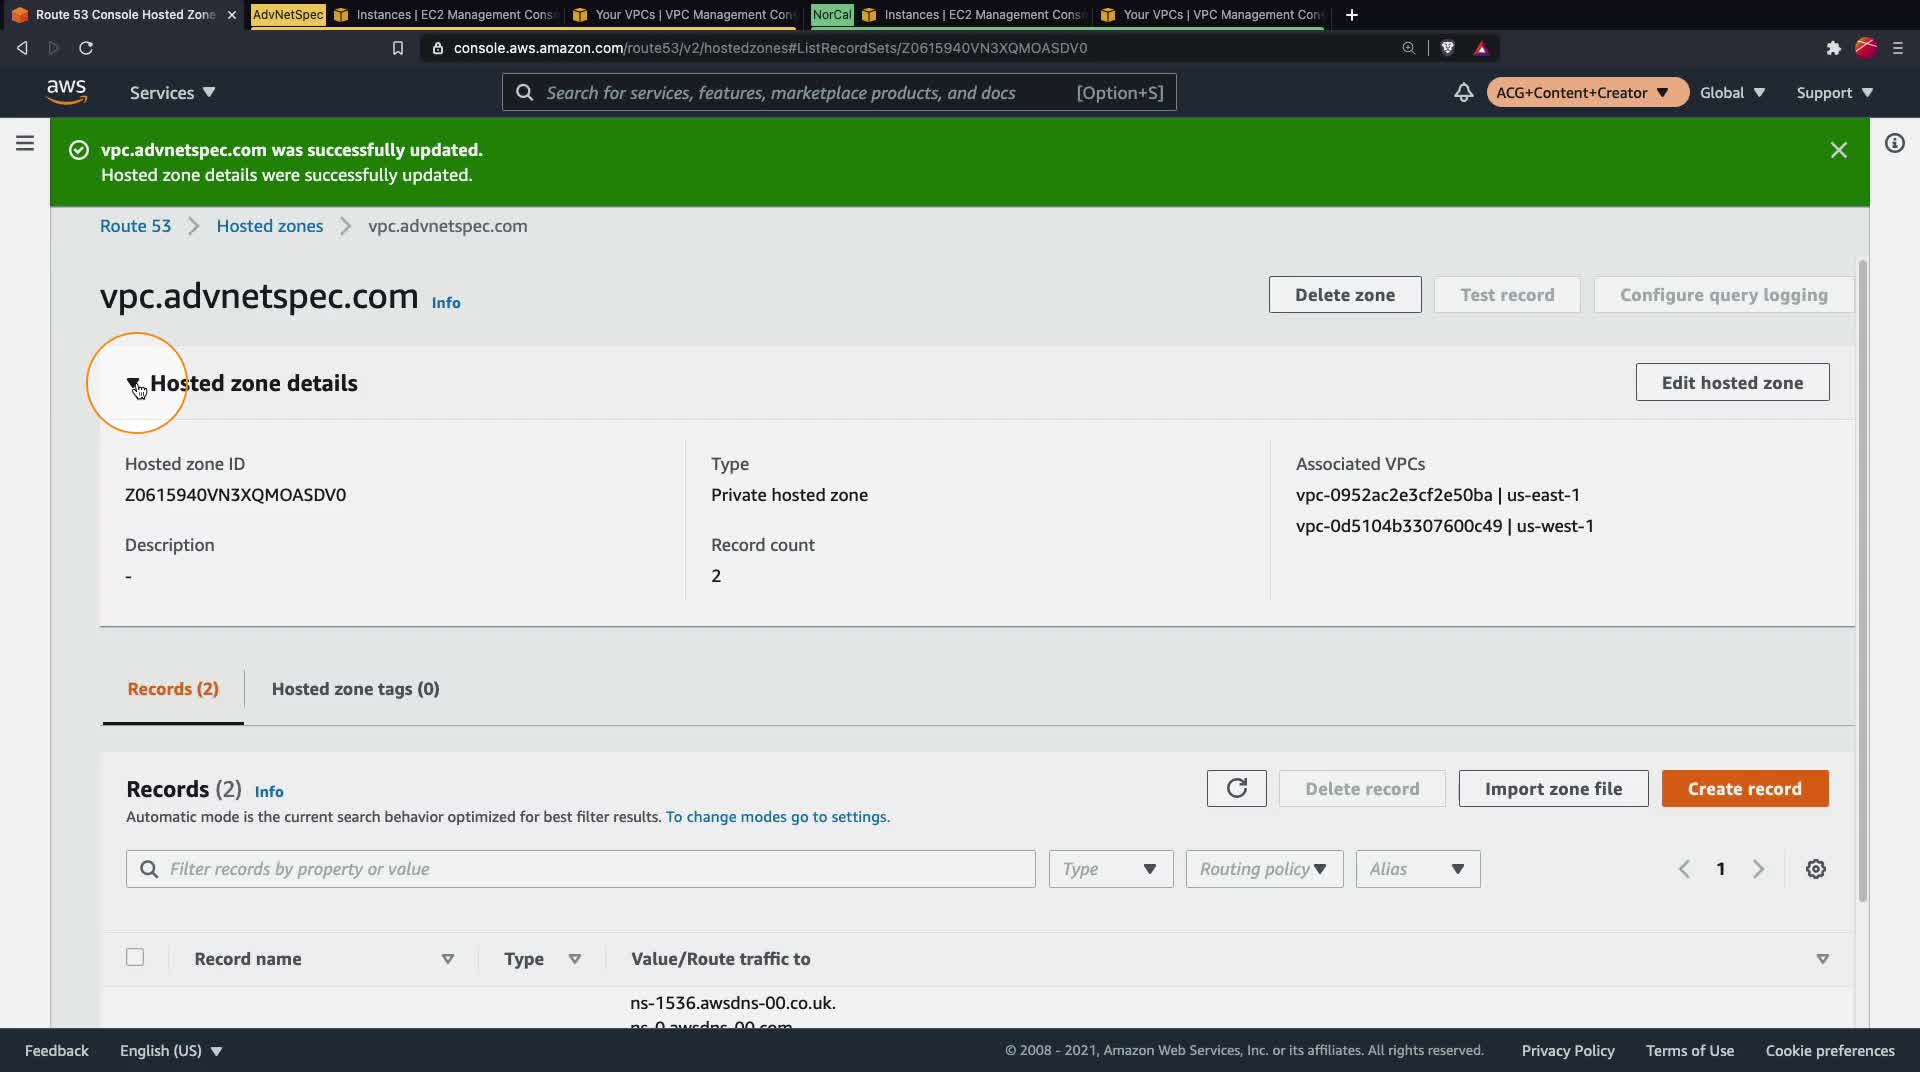 Route 53 Console Hosted Zone
AdvNetSpec
Instances | EC2 Management Cons
Your VPCs | VPC Management Con
NorCal
Instances | EC2 Management Cons
Your VPCs | VPC Management Con
console.aws.amazon.com/route53/v2/hostedzones#ListRecordSets/Z0615940VN3XQMOASDV0
aws
Services
Search for services, features, marketplace products, and docs [Option+S]
ACG+Content+Creator
Global
Support
vpc.advnetspec.com was successfully updated.
Hosted zone details were successfully updated.
Route 53 > Hosted zones > vpc.advnetspec.com
vpc.advnetspec.com Info
Delete zone
Test record
Configure query logging
Hosted zone details
Edit hosted zone
Hosted zone ID
Z0615940VN3XQMOASDV0
Description
-
Type
Private hosted zone
Record count
2
Associated VPCs
vpc-0952ac2e3cf2e50ba | us-east-1
vpc-0d5104b3307600c49 | us-west-1
Records (2)
Hosted zone tags (0)
Records (2) Info
Automatic mode is the current search behavior optimized for best filter results. To change modes go to settings.
Delete record
Import zone file
Create record
Filter records by property or value
Type
Routing policy
Alias
1
Record name
Type
Value/Route traffic to
ns-1536.awsdns-00.co.uk.
ns-0.awsdns-00.com.
Feedback
English (US)
© 2008 - 2021, Amazon Web Services, Inc. or its affiliates. All rights reserved.
Privacy Policy
Terms of Use
Cookie preferences